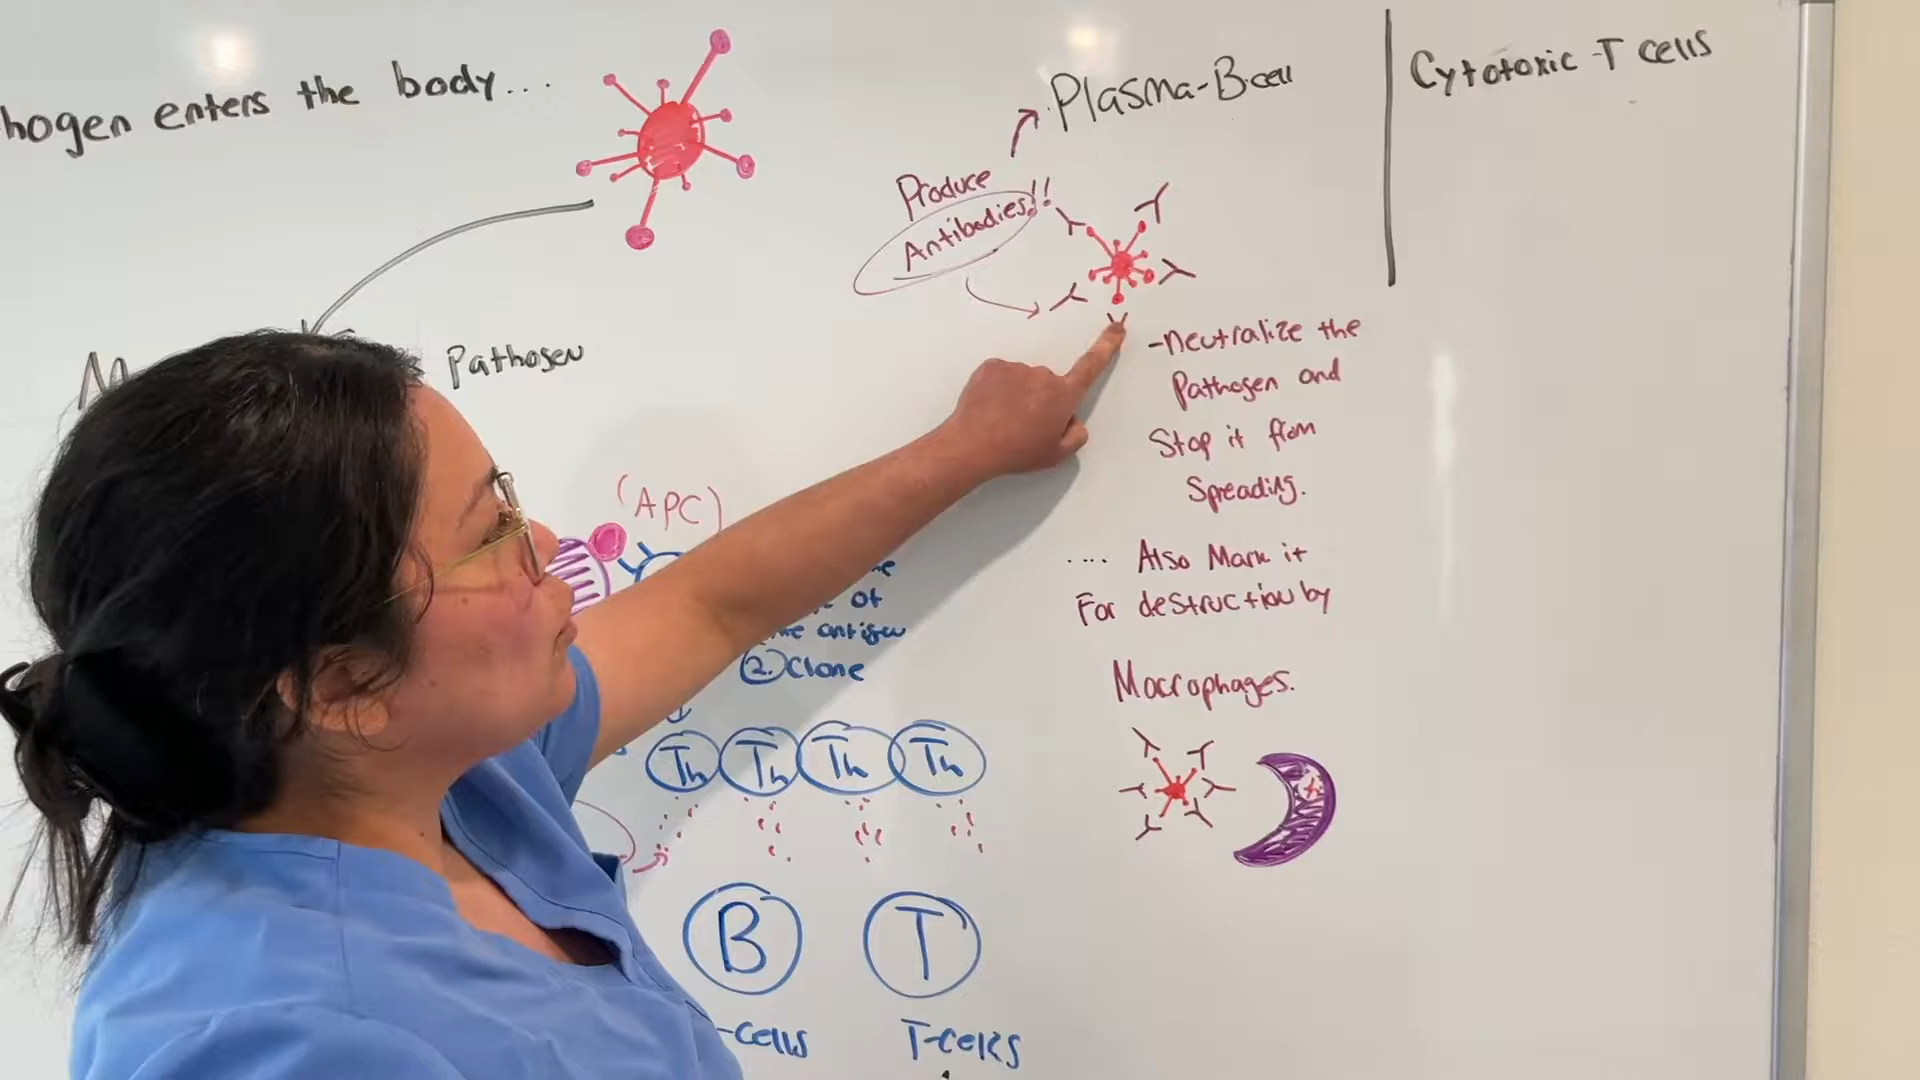 hogen enters the body...
Pathogen
(APC)
of
antigen
2. Clone
Th Th Th Th
B T
-cells T-cells
Plasma-B-cell
Produce
Antibodies!!
-Neutralize the
Pathogen and
Stop it from
Spreading.
.... Also Mark it
For destruction by
Macrophages.
Cytotoxic-T cells